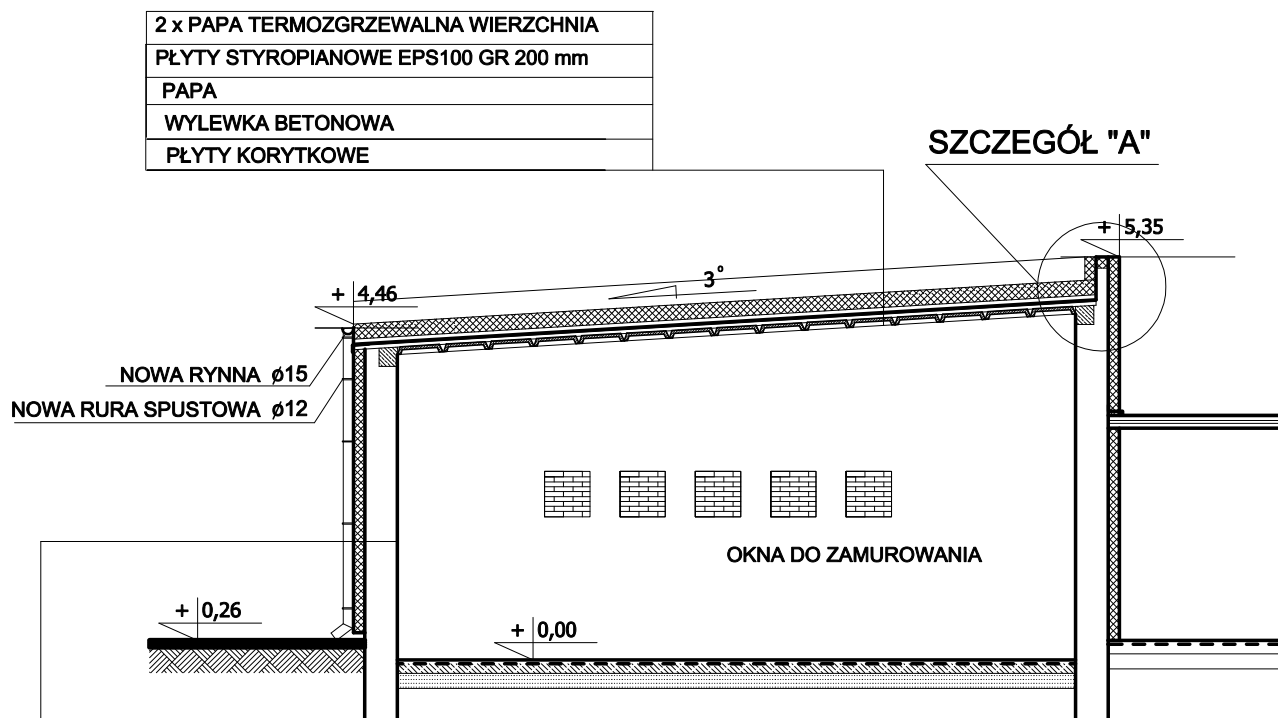 2 x PAPA TERMOZGRZEWALNA WIERZCHNIA
PŁYTY STYROPIANOWE EPS100 GR 200 mm
PAPA
WYLEWKA BETONOWA
PŁYTY KORYTKOWE
SZCZEGÓŁ "A"
+ 5,35
3°
+ 4,46
NOWA RYNNA ø15
NOWA RURA SPUSTOWA ø12
OKNA DO ZAMUROWANIA
+ 0,26
+ 0,00